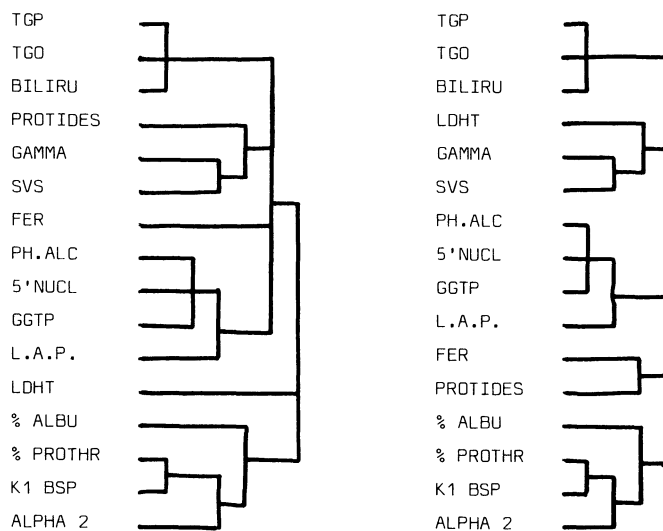 TGP
TGO
BILIRU
PROTIDES
GAMMA
SVS
FER
PH.ALC
5'NUCL
GGTP
L.A.P.
LDHT
% ALBU
% PROTHR
K1 BSP
ALPHA 2
TGP
TGO
BILIRU
LDHT
GAMMA
SVS
PH.ALC
5'NUCL
GGTP
L.A.P.
FER
PROTIDES
% ALBU
% PROTHR
K1 BSP
ALPHA 2